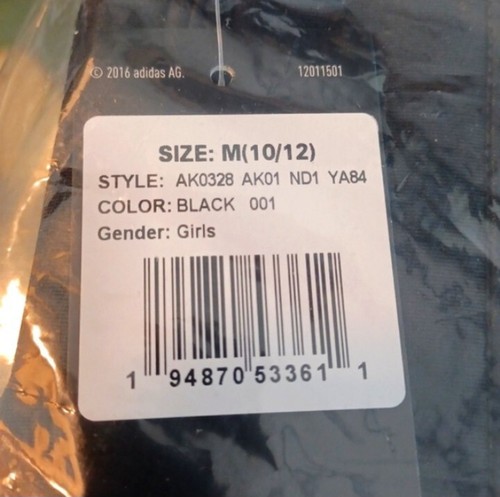 © 2016 adidas AG. 12011501
SIZE: M(10/12)
STYLE: AK0328 AK01 ND1 YA84
COLOR: BLACK 001
Gender: Girls
1 94870 53361 1